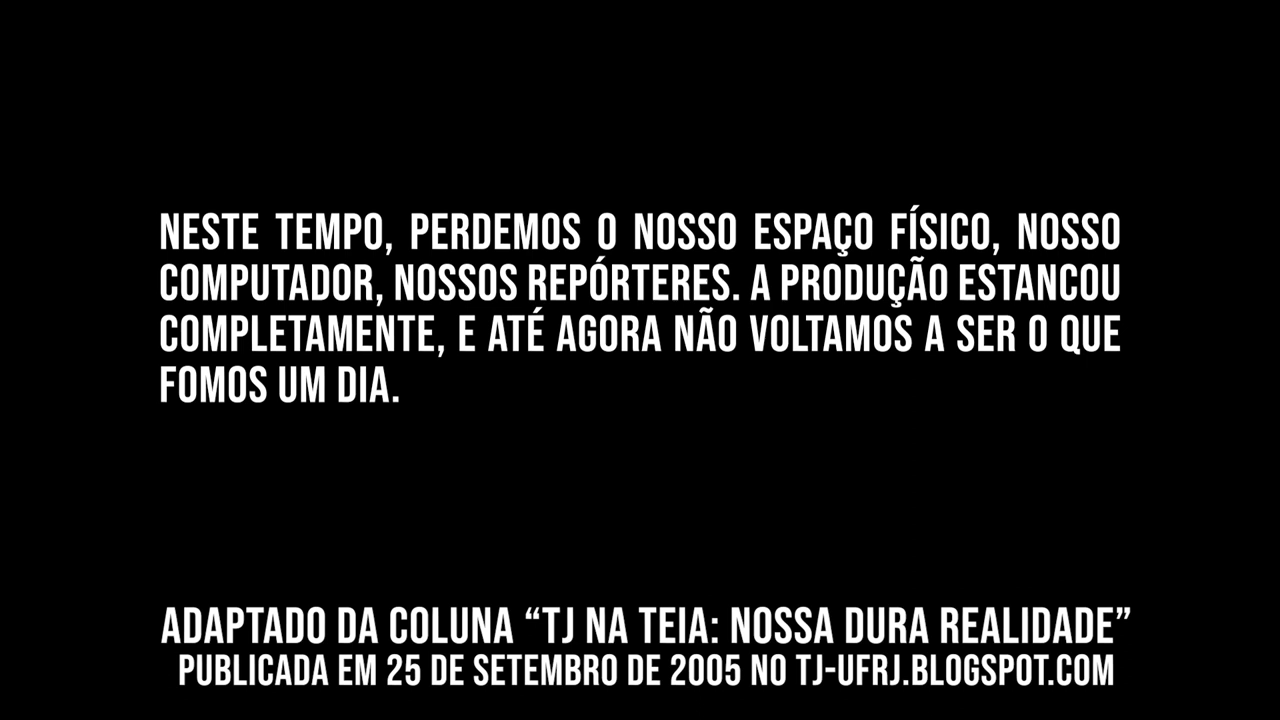 NESTE TEMPO, PERDEMOS O NOSSO ESPAÇO FÍSICO, NOSSO
COMPUTADOR, NOSSOS REPÓRTERES. A PRODUÇÃO ESTANCOU
COMPLETAMENTE, E ATÉ AGORA NÃO VOLTAMOS A SER O QUE
FOMOS UM DIA.
ADAPTADO DA COLUNA “TJ NA TEIA: NOSSA DURA REALIDADE”
PUBLICADA EM 25 DE SETEMBRO DE 2005 NO TJ-UFRJ.BLOGSPOT.COM